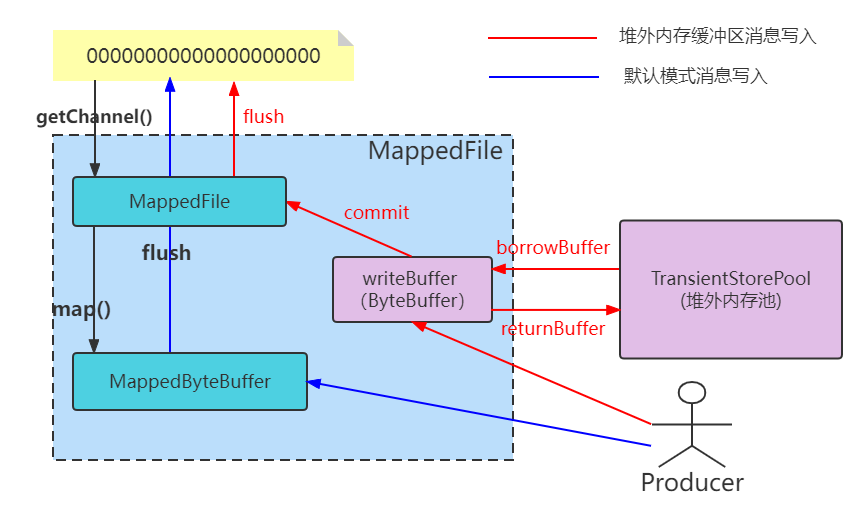 00000000000000000000
堆外内存缓冲区消息写入
默认模式消息写入
getChannel()
flush
MappedFile
MappedFile
commit
flush
borrowBuffer
writeBuffer
(ByteBuffer)
TransientStorePool
(堆外内存池)
map()
returnBuffer
MappedByteBuffer
Producer